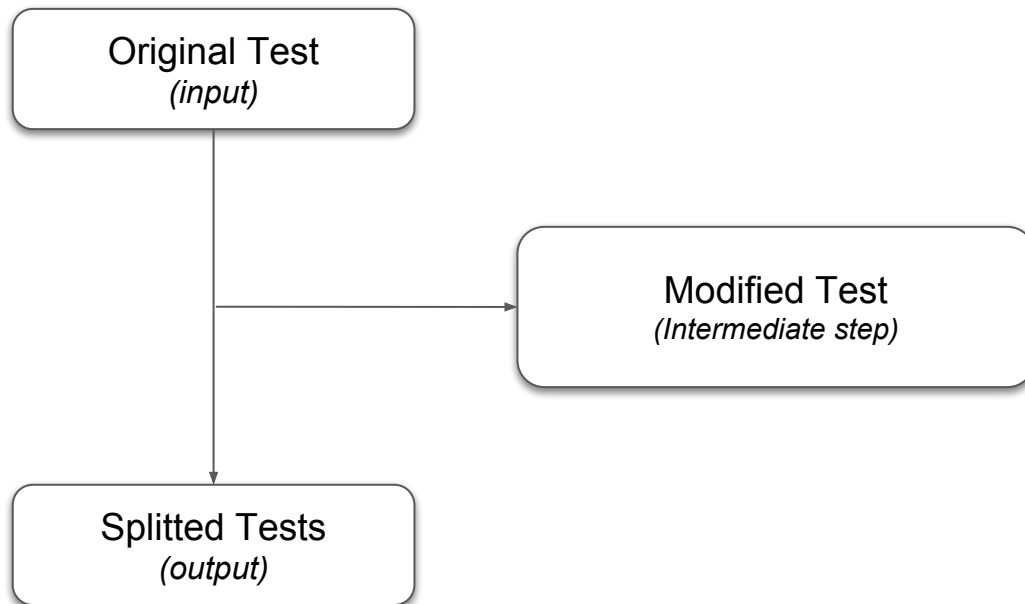 Original Test
(input)
Modified Test
(Intermediate step)
Splitted Tests
(output)